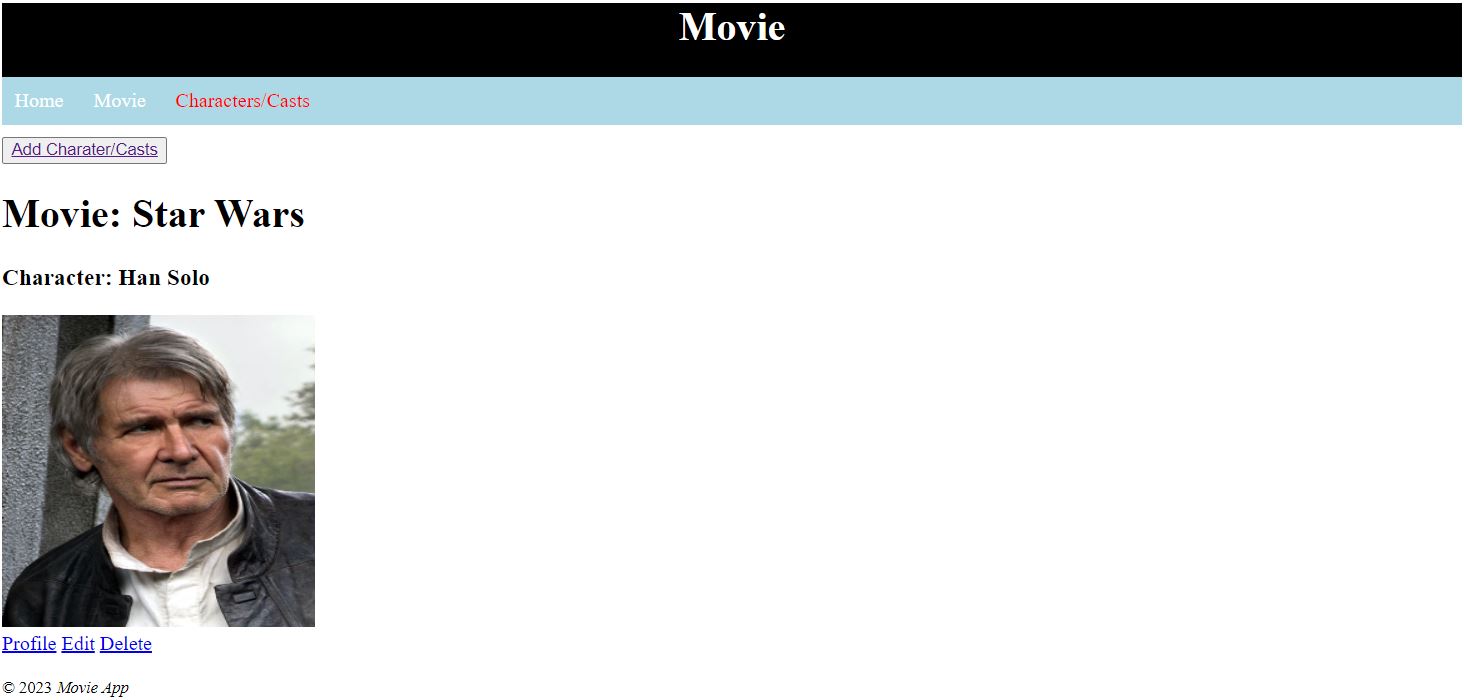 Movie
Home Movie Characters/Casts
Add Charater/Casts
Movie: Star Wars
Character: Han Solo
Profile Edit Delete
© 2023 Movie App